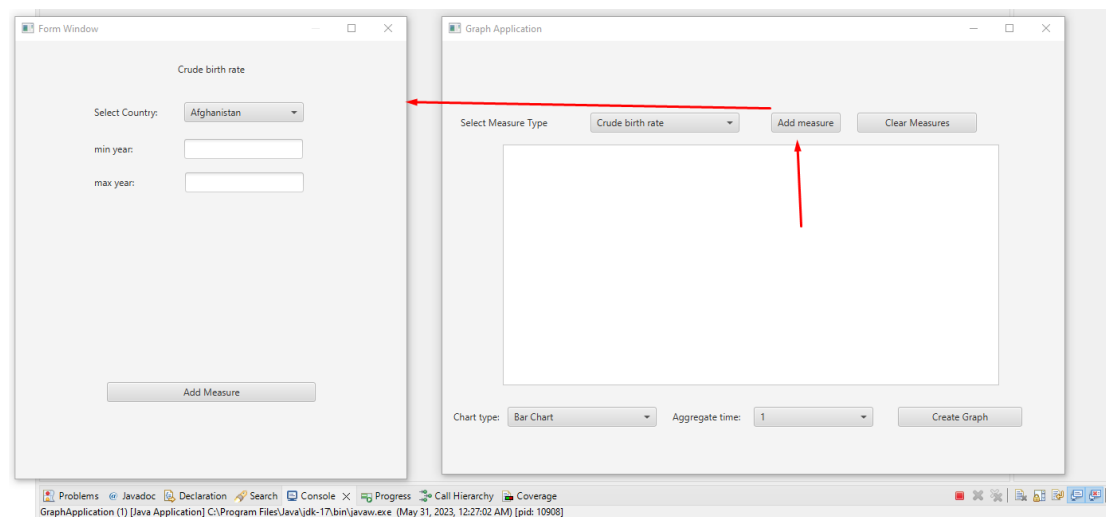 Form Window
Crude birth rate
Select Country: Afghanistan
min year:
max year:
Add Measure
Graph Application
Select Measure Type Crude birth rate Add measure Clear Measures
Chart type: Bar Chart Aggregate time: 1 Create Graph
Problems @ Javadoc Declaration Search Console Progress Call Hierarchy Coverage
GraphApplication (1) [Java Application] C:\Program Files\Java\jdk-17\bin\javaw.exe (May 31, 2023, 12:27:02 AM) [pid: 10908]